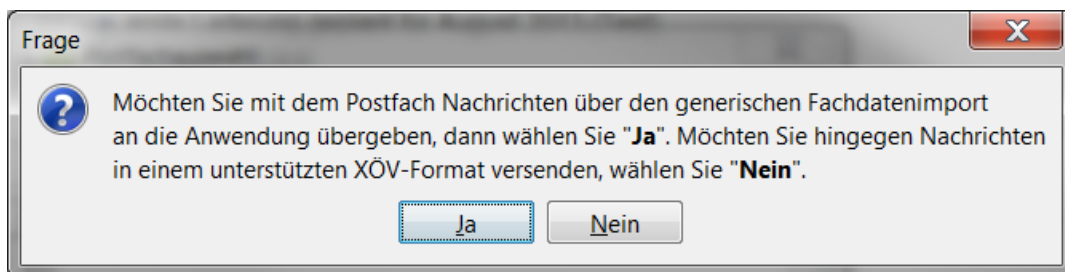 Frage
Möchten Sie mit dem Postfach Nachrichten über den generischen Fachdatenimport
an die Anwendung übergeben, dann wählen Sie "Ja". Möchten Sie hingegen Nachrichten
in einem unterstützten XÖV-Format versenden, wählen Sie "Nein".
Ja
Nein